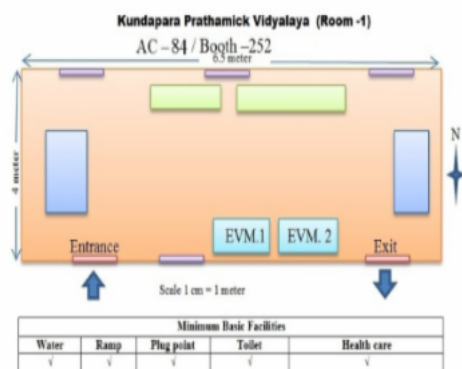 Kundapara Prathamick Vidyalaya (Room -1)
AC – 84 / Booth –252
6.5 meter
4 meter
N
EVM.1
EVM. 2
Entrance
Exit
Scale 1 cm = 1 meter
Minimum Basic Facilities
Water Ramp Plug point Toilet Health care
√ √ √ √ √